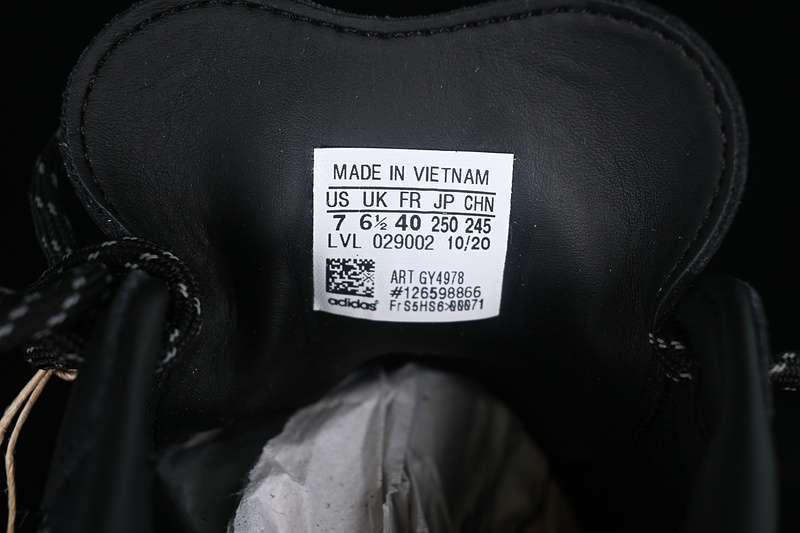 MADE IN VIETNAM
US UK FR JP CHN
7 6½ 40 250 245
LVL 029002 10/20
ART GY4978
#126598866
adidas